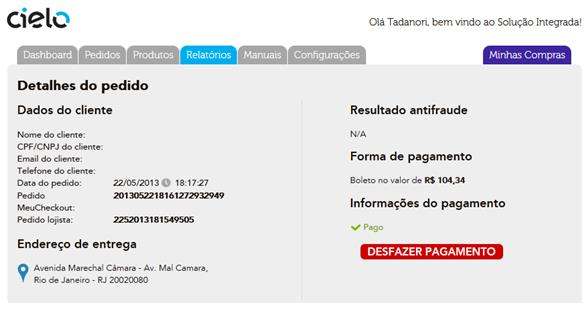 cielo
Olá Tadanori, bem vindo ao Solução Integrada!
Dashboard Pedidos Produtos Relatórios Manuais Configurações Minhas Compras
Detalhes do pedido
Dados do cliente
Nome do cliente:
CPF/CNPJ do cliente:
Email do cliente:
Telefone do cliente:
Data do pedido: 22/05/2013 18:17:27
Pedido 2013052218161272932949
MeuCheckout:
Pedido lojista: 2252013181549505
Endereço de entrega
Avenida Marechal Câmara - Av. Mal Camara,
Rio de Janeiro - RJ 20020080
Resultado antifraude
N/A
Forma de pagamento
Boleto no valor de R$ 104,34
Informações do pagamento
Pago
DESFAZER PAGAMENTO